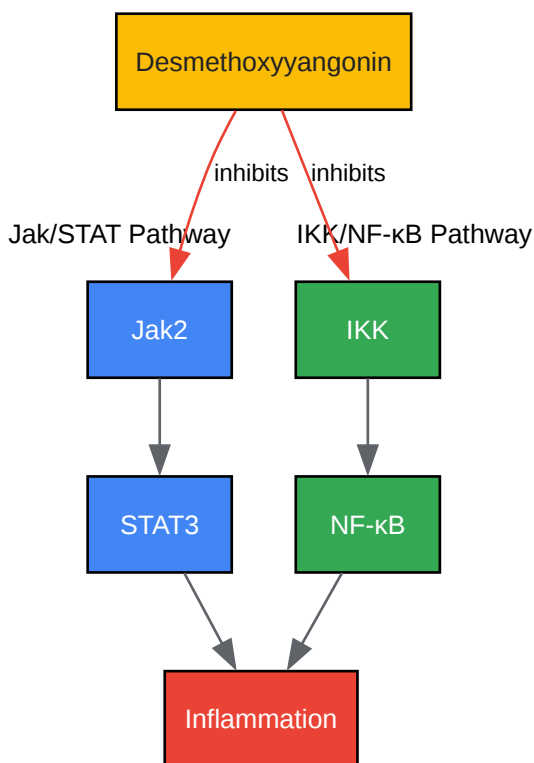 Desmethoxyyangonin
inhibits
inhibits
Jak/STAT Pathway
IKK/NF-κB Pathway
Jak2
IKK
STAT3
NF-κB
Inflammation